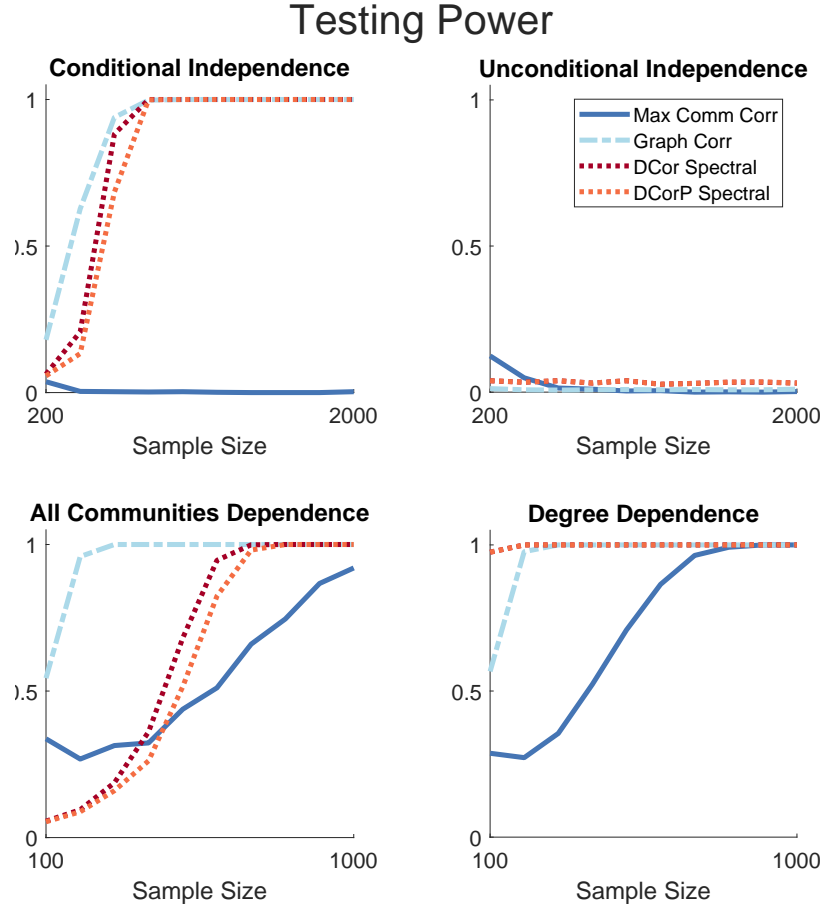 Testing Power
Conditional Independence
1
0.5
0
200
2000
Sample Size
Unconditional Independence
1
0.5
0
200
2000
Sample Size
Max Comm Corr
Graph Corr
DCor Spectral
DCorP Spectral
All Communities Dependence
1
0.5
0
100
1000
Sample Size
Degree Dependence
1
0.5
0
100
1000
Sample Size